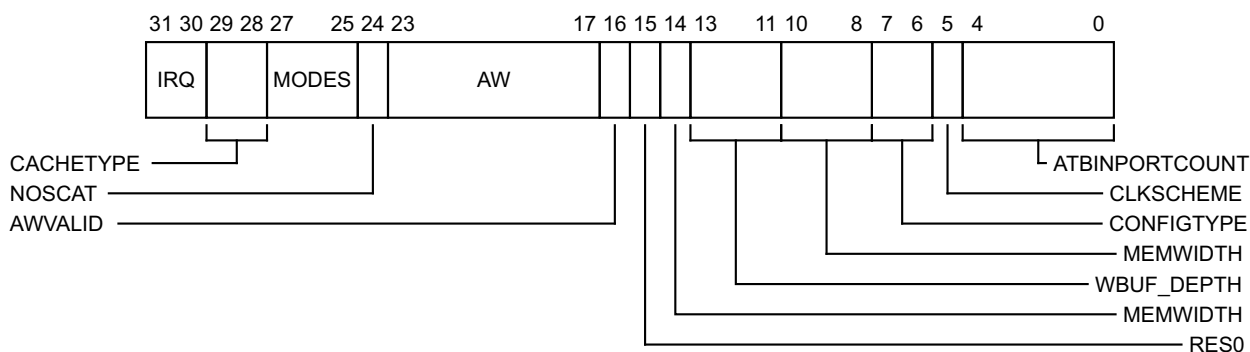 31 30 29 28 27 25 24 23 17 16 15 14 13 11 10 8 7 6 5 4 0
IRQ MODES AW
CACHETYPE ATBINPORTCOUNT
NOSCAT CLKSCHEME
AWVALID CONFIGTYPE
MEMWIDTH
WBUF_DEPTH
MEMWIDTH
RES0